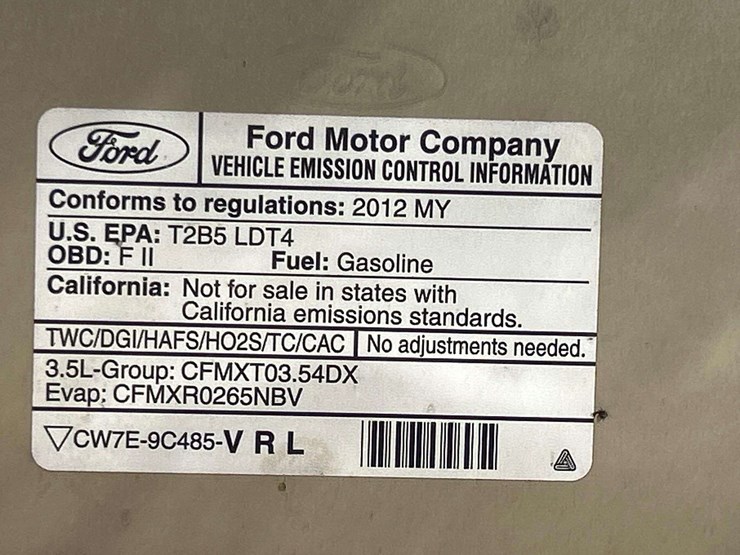 Ford
Ford
Ford Motor Company
VEHICLE EMISSION CONTROL INFORMATION
Conforms to regulations: 2012 MY
U.S. EPA: T2B5 LDT4
OBD: F II Fuel: Gasoline
California: Not for sale in states with
California emissions standards.
TWC/DGI/HAFS/HO2S/TC/CAC No adjustments needed.
3.5L-Group: CFMXT03.54DX
Evap: CFMXR0265NBV
CW7E-9C485-V R L